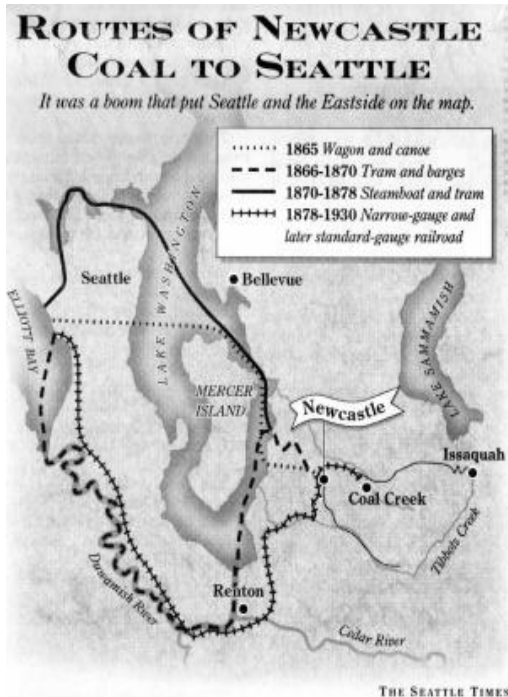 ROUTES OF NEWCASTLE
COAL TO SEATTLE
It was a boom that put Seattle and the Eastside on the map.
1865 Wagon and canoe
1866-1870 Tram and barges
1870-1878 Steamboat and tram
1878-1930 Narrow-gauge and
later standard-gauge railroad
LAKE WASHINGTON
Seattle
Bellevue
ELLIOTT BAY
LAKE SAMMAMISH
MERCER
ISLAND
Newcastle
Issaquah
Coal Creek
Tibbets Creek
Duwamish River
Renton
Cedar River
THE SEATTLE TIMES